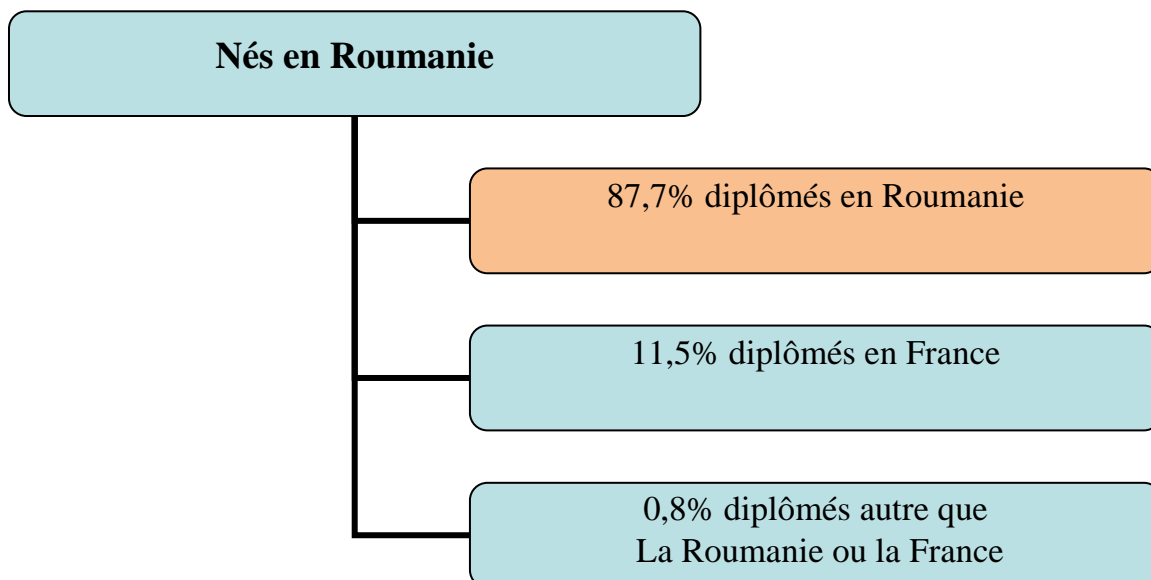 Nés en Roumanie
87,7% diplômés en Roumanie
11,5% diplômés en France
0,8% diplômés autre que
La Roumanie ou la France